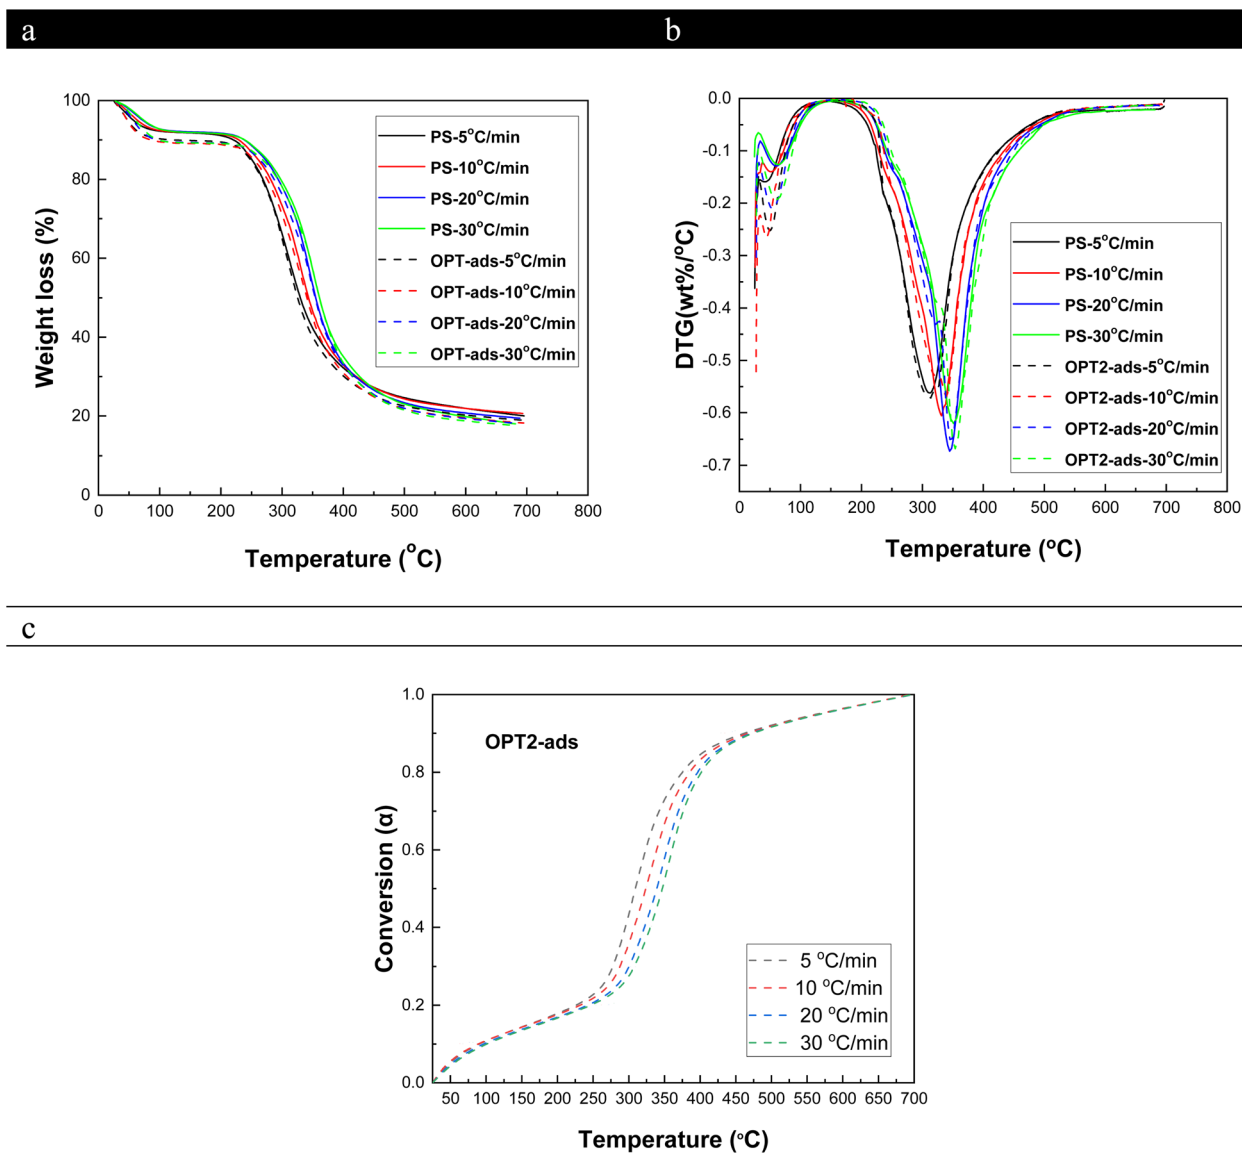 a
b
100
80
60
40
20
0
0 100 200 300 400 500 600 700 800
Weight loss (%)
Temperature (°C)
PS-5°C/min
PS-10°C/min
PS-20°C/min
PS-30°C/min
OPT-ads-5°C/min
OPT-ads-10°C/min
OPT-ads-20°C/min
OPT-ads-30°C/min
0.0
-0.1
-0.2
-0.3
-0.4
-0.5
-0.6
-0.7
0 100 200 300 400 500 600 700 800
DTG(wt%/°C)
Temperature (°C)
PS-5°C/min
PS-10°C/min
PS-20°C/min
PS-30°C/min
OPT2-ads-5°C/min
OPT2-ads-10°C/min
OPT2-ads-20°C/min
OPT2-ads-30°C/min
c
1.0
0.8
0.6
0.4
0.2
0.0
50 100 150 200 250 300 350 400 450 500 550 600 650 700
Conversion (α)
Temperature (°C)
OPT2-ads
5 °C/min
10 °C/min
20 °C/min
30 °C/min